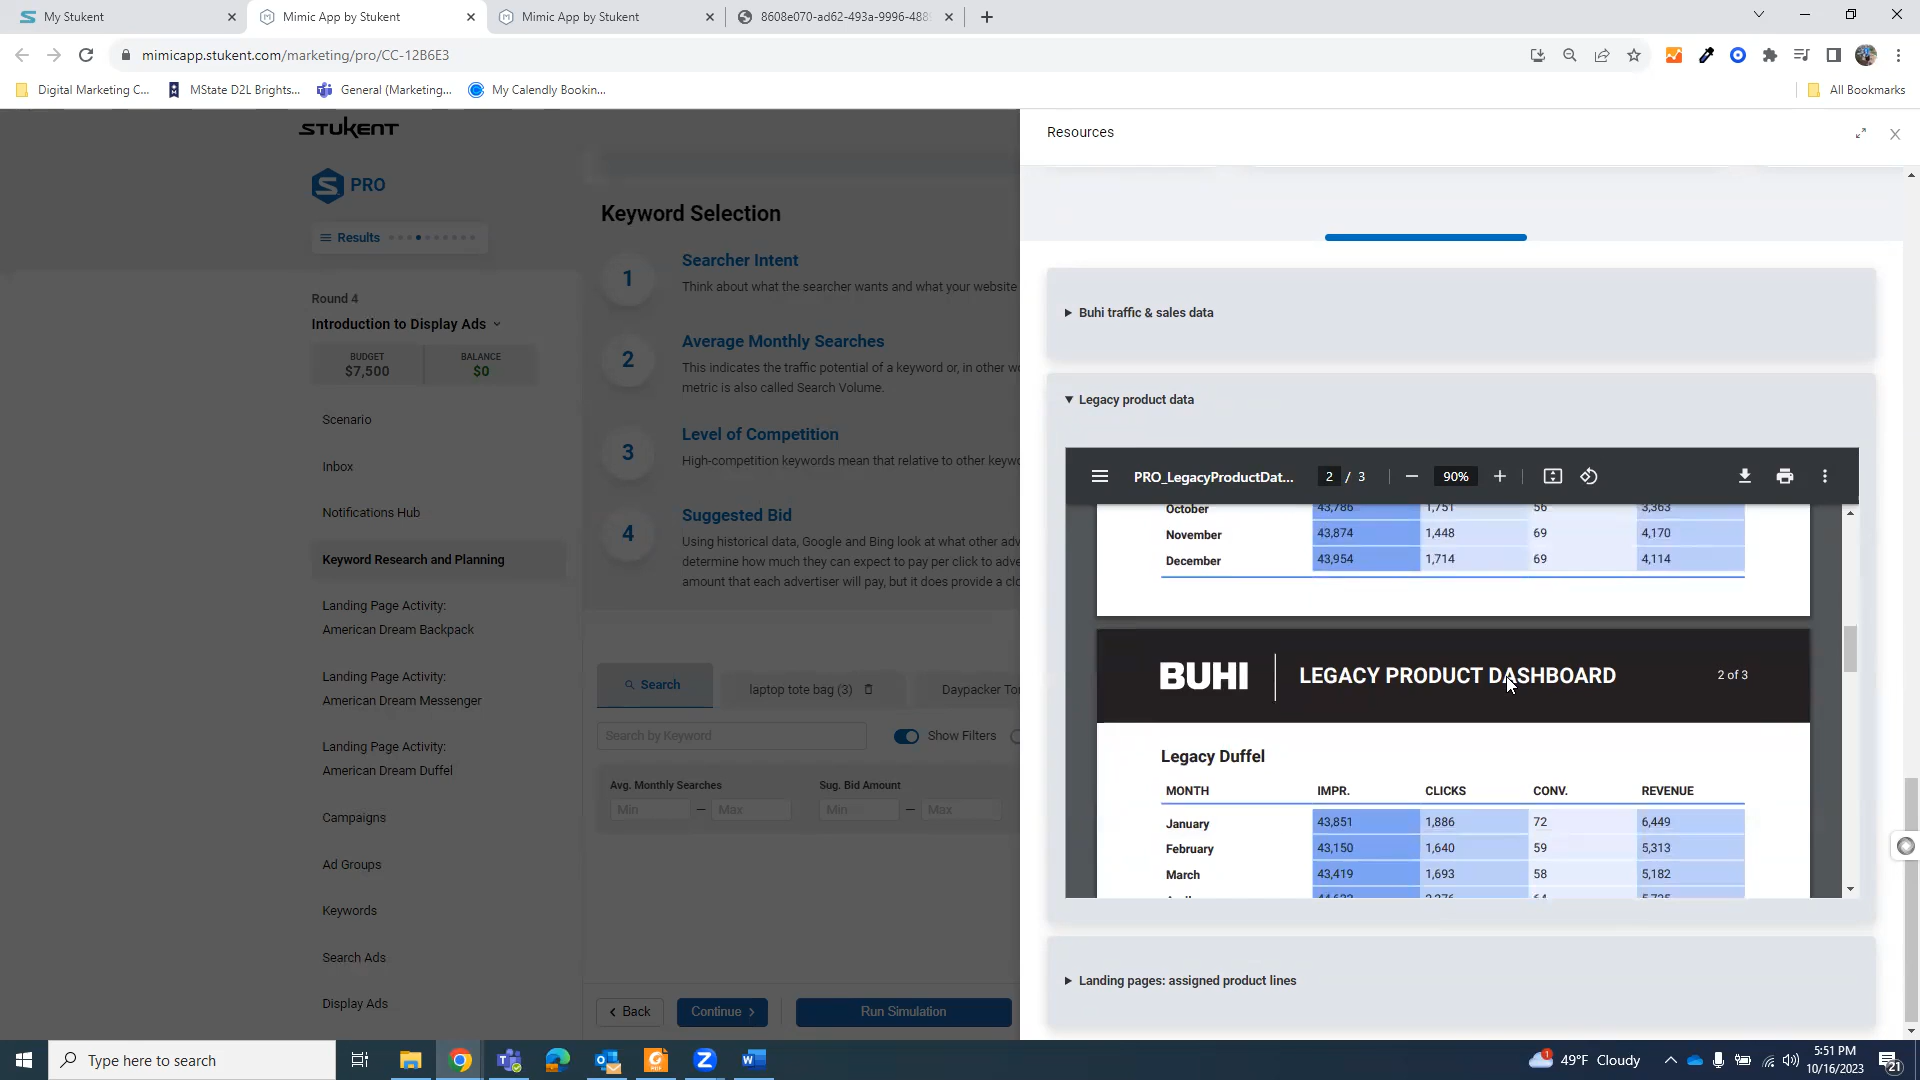 My Stukent
Mimic App by Stukent
Mimic App by Stukent
8608e070-ad62-493a-9996-488
mimicapp.stukent.com/marketing/pro/CC-12B6E3
Digital Marketing C...
MState D2L Brights...
General (Marketing...
My Calendly Bookin...
All Bookmarks
STUKENT
PRO
Results
Round 4
Introduction to Display Ads
BUDGET
$7,500
BALANCE
$0
Scenario
Inbox
Notifications Hub
Keyword Research and Planning
Landing Page Activity:
American Dream Backpack
Landing Page Activity:
American Dream Messenger
Landing Page Activity:
American Dream Duffel
Campaigns
Ad Groups
Keywords
Search Ads
Display Ads
Keyword Selection
1
Searcher Intent
Think about what the searcher wants and what your website
2
Average Monthly Searches
This indicates the traffic potential of a keyword or, in other w
metric is also called Search Volume.
3
Level of Competition
High-competition keywords mean that relative to other keywo
4
Suggested Bid
Using historical data, Google and Bing look at what other adv
determine how much they can expect to pay per click to adve
amount that each advertiser will pay, but it does provide a clo
Search
laptop tote bag (3)
Daypacker To
Search by Keyword
Show Filters
Avg. Monthly Searches
Min – Max
Sug. Bid Amount
Min – Max
Back
Continue
Run Simulation
Resources
Buhi traffic & sales data
Legacy product data
PRO_LegacyProductDat...
2 / 3
90%
October 43,786 1,751 56 3,363
November 43,874 1,448 69 4,170
December 43,954 1,714 69 4,114
BUHI
LEGACY PRODUCT DASHBOARD
2 of 3
Legacy Duffel
MONTH IMPR. CLICKS CONV. REVENUE
January 43,851 1,886 72 6,449
February 43,150 1,640 59 5,313
March 43,419 1,693 58 5,182
Landing pages: assigned product lines
Type here to search
1
49°F Cloudy
5:51 PM
10/16/2023
21